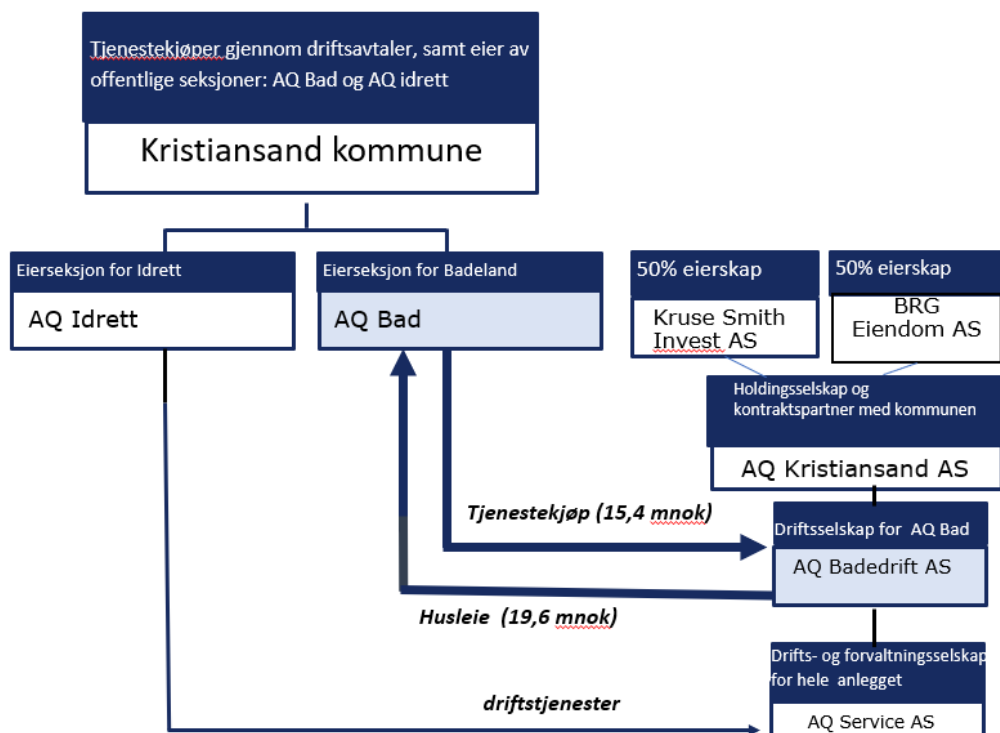 Tjenestekjøper gjennom driftsavtaler, samt eier av
offentlige seksjoner: AQ Bad og AQ idrett
Kristiansand kommune
Eierseksjon for Idrett
AQ Idrett
Eierseksjon for Badeland
AQ Bad
50% eierskap
Kruse Smith
Invest AS
50% eierskap
BRG
Eiendom AS
Holdingsselskap og
kontraktspartner med kommunen
AQ Kristiansand AS
Tjenestekjøp (15,4 mnok)
Driftsselskap for AQ Bad
AQ Badedrift AS
Husleie (19,6 mnok)
Drifts- og forvaltningsselskap
for hele anlegget
driftstjenester
AQ Service AS